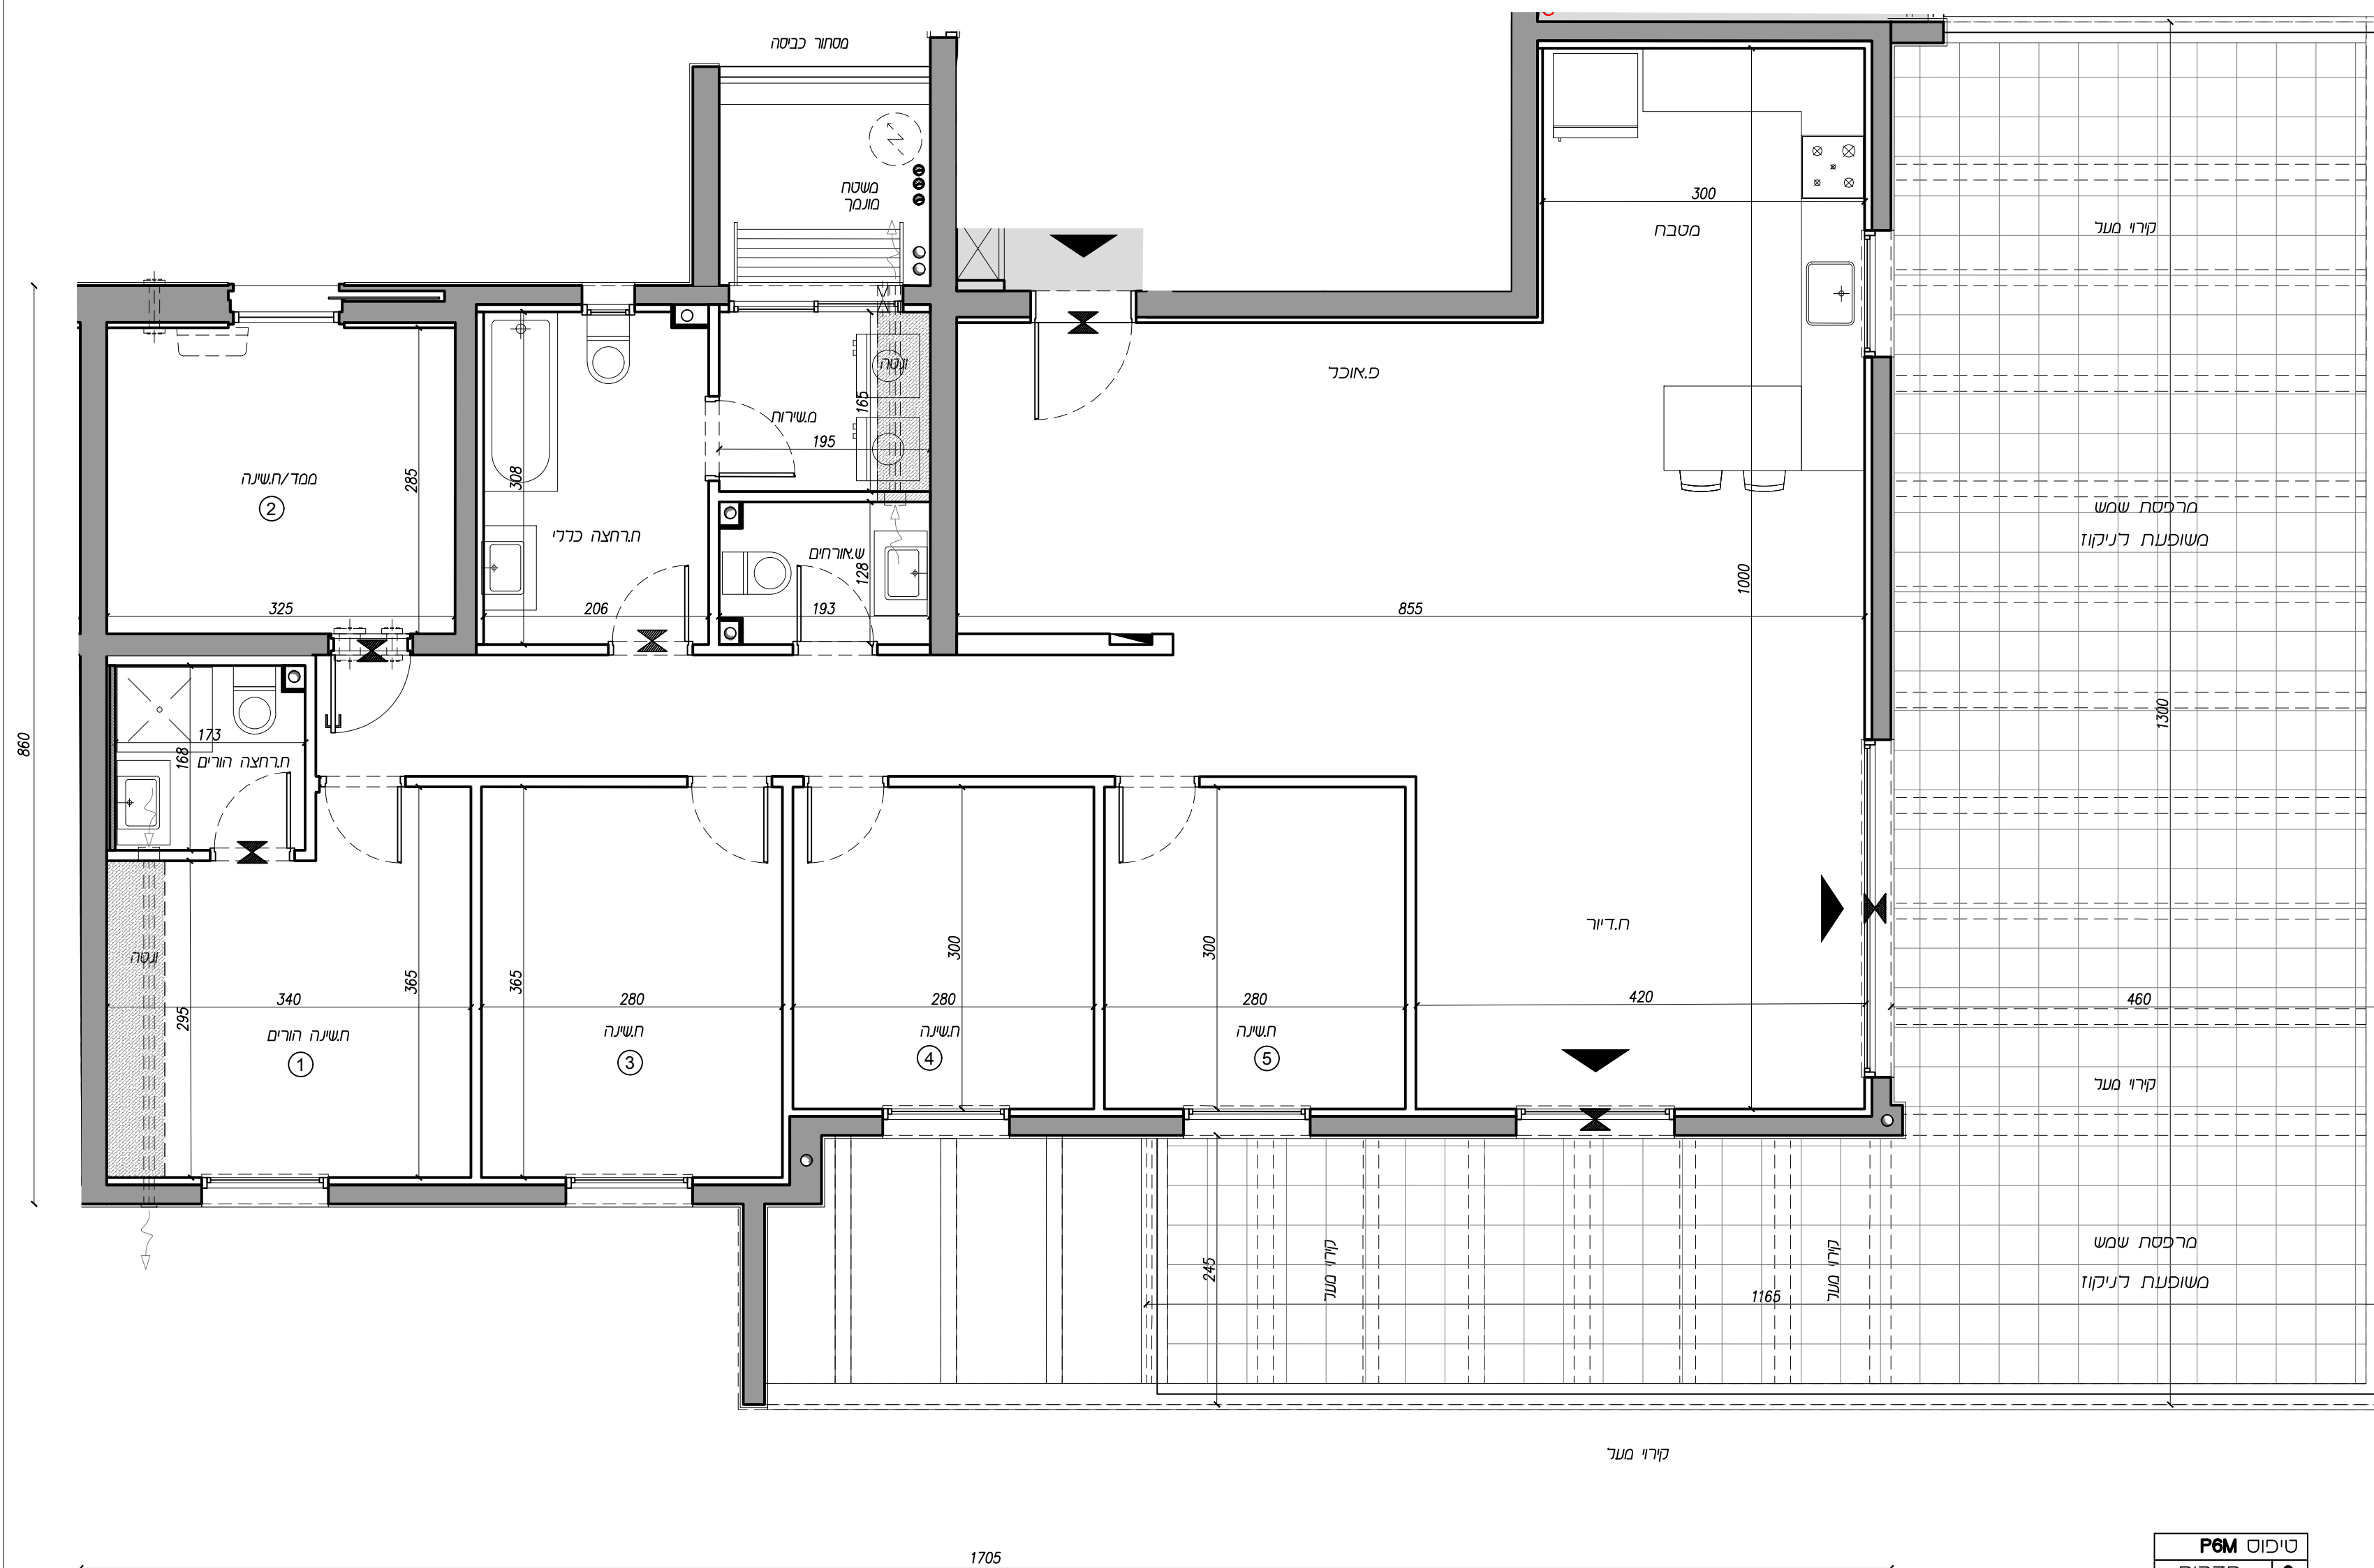 מסתור כביסה
משטח
מונמך
300
מטבח
קירוי מעל
ונטה
פ.אוכל
165
מ.שירות
195
ממד/ח.שינה
2
285
308
ח.רחצה כללי
ש.אורחים
128
מרפסת שמש
משופעת לניקוז
1000
325
206
193
855
1300
860
173
168
ח.רחצה הורים
ח.דיור
ונטה
365
365
300
300
295
340
280
280
280
420
460
ח.שינה הורים
1
ח.שינה
3
ח.שינה
4
ח.שינה
5
קירוי מעל
245
קירוי מעל
קירוי מעל
1165
מרפסת שמש
משופעת לניקוז
קירוי מעל
1705
טיפוס P6M